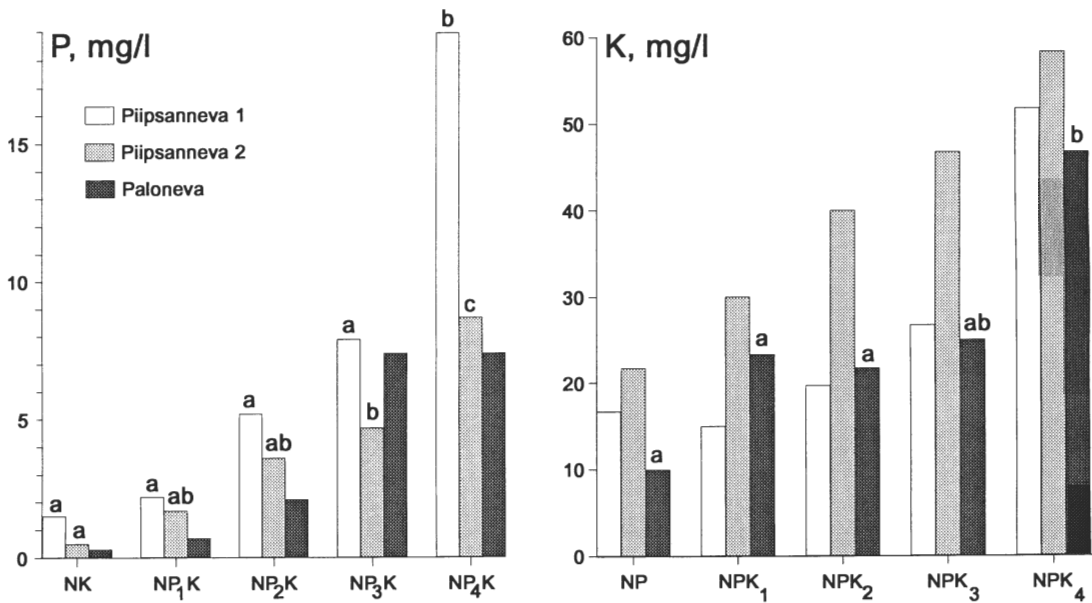 P, mg/l
Piipsanneva 1
Piipsanneva 2
Paloneva
15
10
5
0
a
a
a
ab
a
ab
a
b
b
c
NK
NP₁K
NP₂K
NP₃K
NP₄K
K, mg/l
60
50
40
30
20
10
0
a
a
a
ab
b
NP
NPK₁
NPK₂
NPK₃
NPK₄